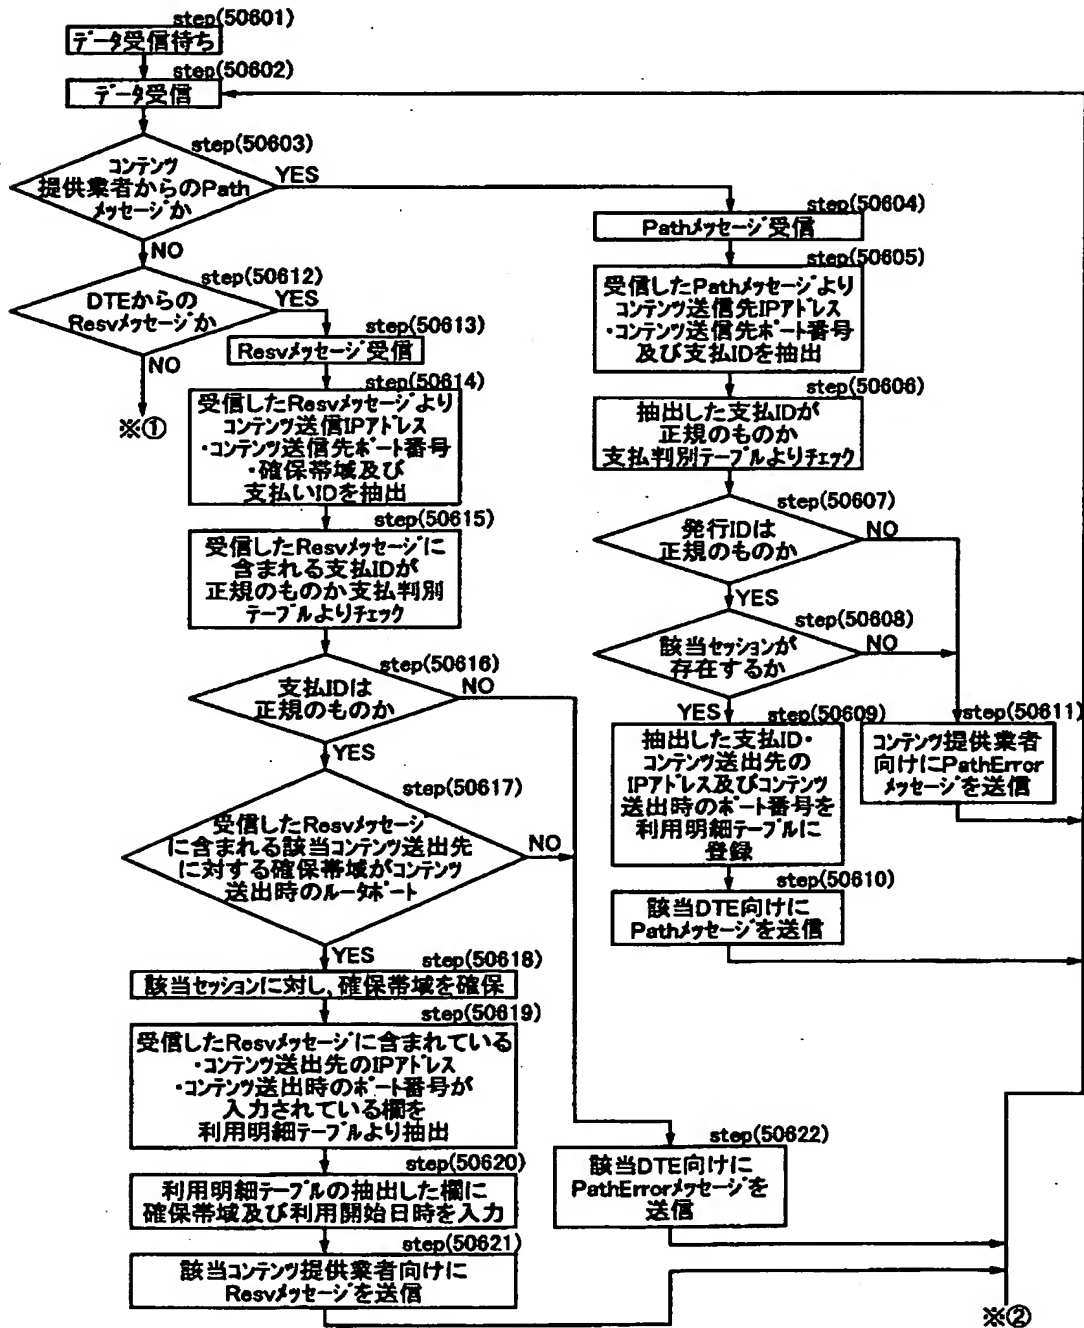 step(50601)
データ受信待ち
step(50602)
データ受信
step(50603)
コンテンツ
提供業者からのPath
メッセージか
YES
NO
step(50604)
Pathメッセージ受信
step(50605)
受信したPathメッセージより
コンテンツ送信先IPアドレス
・コンテンツ送信先ポート番号
及び支払IDを抽出
step(50606)
抽出した支払IDが
正規のものか
支払判別テーブルよりチェック
step(50607)
発行IDは
正規のものか
NO
YES
step(50608)
該当セッションが
存在するか
NO
YES
step(50609)
抽出した支払ID・
コンテンツ送出先の
IPアドレス及びコンテンツ
送出時のポート番号を
利用明細テーブルに
登録
step(50610)
該当DTE向けに
Pathメッセージを送信
step(50611)
コンテンツ提供業者
向けにPathError
メッセージを送信
step(50612)
DTEからの
Resvメッセージか
YES
NO
※①
step(50613)
Resvメッセージ受信
step(50614)
受信したResvメッセージより
コンテンツ送信IPアドレス
・コンテンツ送信先ポート番号
・確保帯域及び
支払いIDを抽出
step(50615)
受信したResvメッセージに
含まれる支払IDが
正規のものか支払判別
テーブルよりチェック
step(50616)
支払IDは
正規のものか
NO
YES
step(50617)
受信したResvメッセージ
に含まれる該当コンテンツ送出先
に対する確保帯域がコンテンツ
送出時のルータポート
NO
YES
step(50618)
該当セッションに対し、確保帯域を確保
step(50619)
受信したResvメッセージに含まれている
・コンテンツ送出先のIPアドレス
・コンテンツ送出時のポート番号が
入力されている欄を
利用明細テーブルより抽出
step(50620)
利用明細テーブルの抽出した欄に
確保帯域及び利用開始日時を入力
step(50621)
該当コンテンツ提供業者向けに
Resvメッセージを送信
step(50622)
該当DTE向けに
PathErrorメッセージを
送信
※②